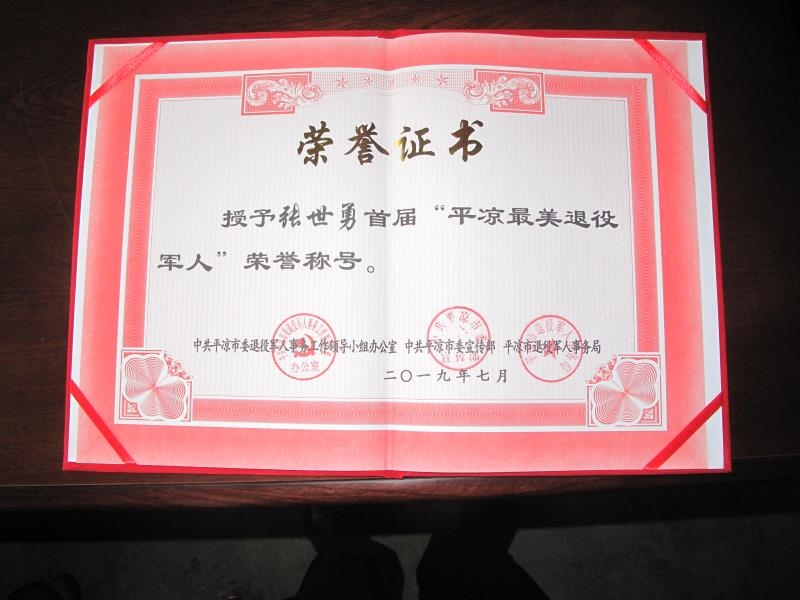 荣誉证书
授予张世勇首届“平凉最美退役
军人”荣誉称号。
中共平凉市委退役军人事务工作领导小组办公室 中共平凉市委宣传部 平凉市退役军人事务局
办公室
二〇一九年七月